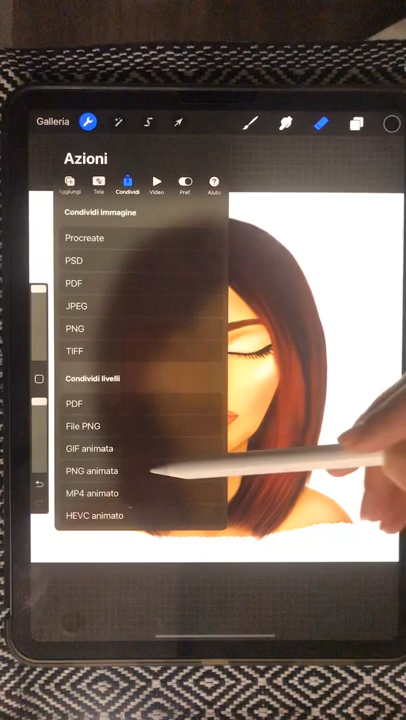 Galleria
Azioni
Aggiungi Tela Condividi Video Pref. Aiuto
Condividi immagine
Procreate
PSD
PDF
JPEG
PNG
TIFF
Condividi livelli
PDF
File PNG
GIF animata
PNG animata
MP4 animato
HEVC animato